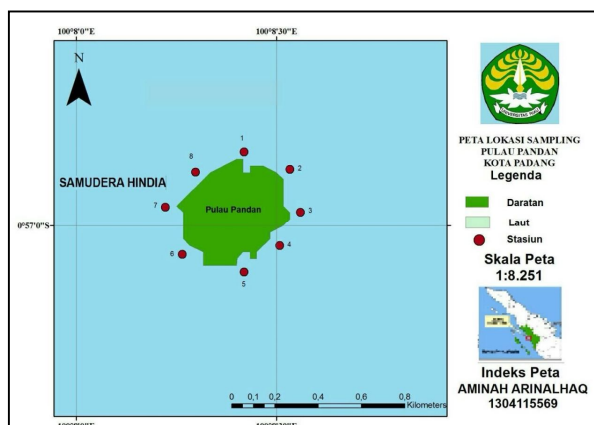 100°8'0"E
100°8'30"E
N
1
2
8
SAMUDERA HINDIA
7
Pulau Pandan
3
0°57'0"S
4
6
5
0 0,1 0,2 0,4 0,6 0,8
Kilometers
UNIVERSITAS RIAU
PETA LOKASI SAMPLING
PULAU PANDAN
KOTA PADANG
Legenda
Daratan
Laut
Stasiun
Skala Peta
1:8.251
Indeks Peta
AMINAH ARINALHAQ
1304115569